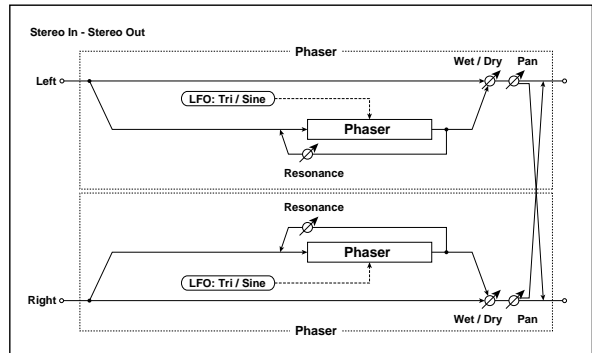 Stereo In - Stereo Out
Phaser
Wet / Dry Pan
Left
LFO: Tri / Sine
Phaser
Resonance
Resonance
Phaser
LFO: Tri / Sine
Right
Wet / Dry Pan
Phaser